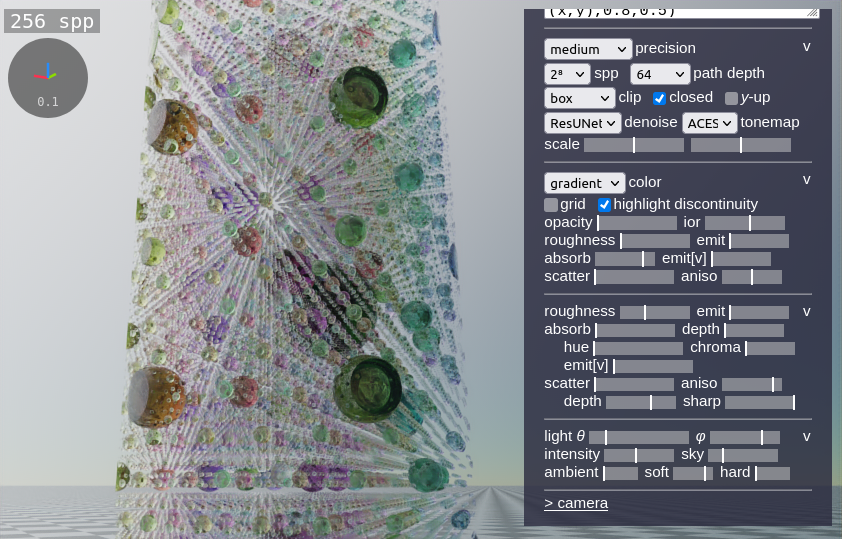 256 spp
0.1
(x,y),0.8,0.5)
medium precision v
2⁸ spp 64 path depth
box clip closed y-up
ResUNet denoise ACES tonemap
scale
gradient color v
grid highlight discontinuity
opacity ior
roughness emit
absorb emit[v]
scatter aniso
roughness emit v
absorb depth
hue chroma
emit[v]
scatter aniso
depth sharp
light θ φ v
intensity sky
ambient soft hard
> camera